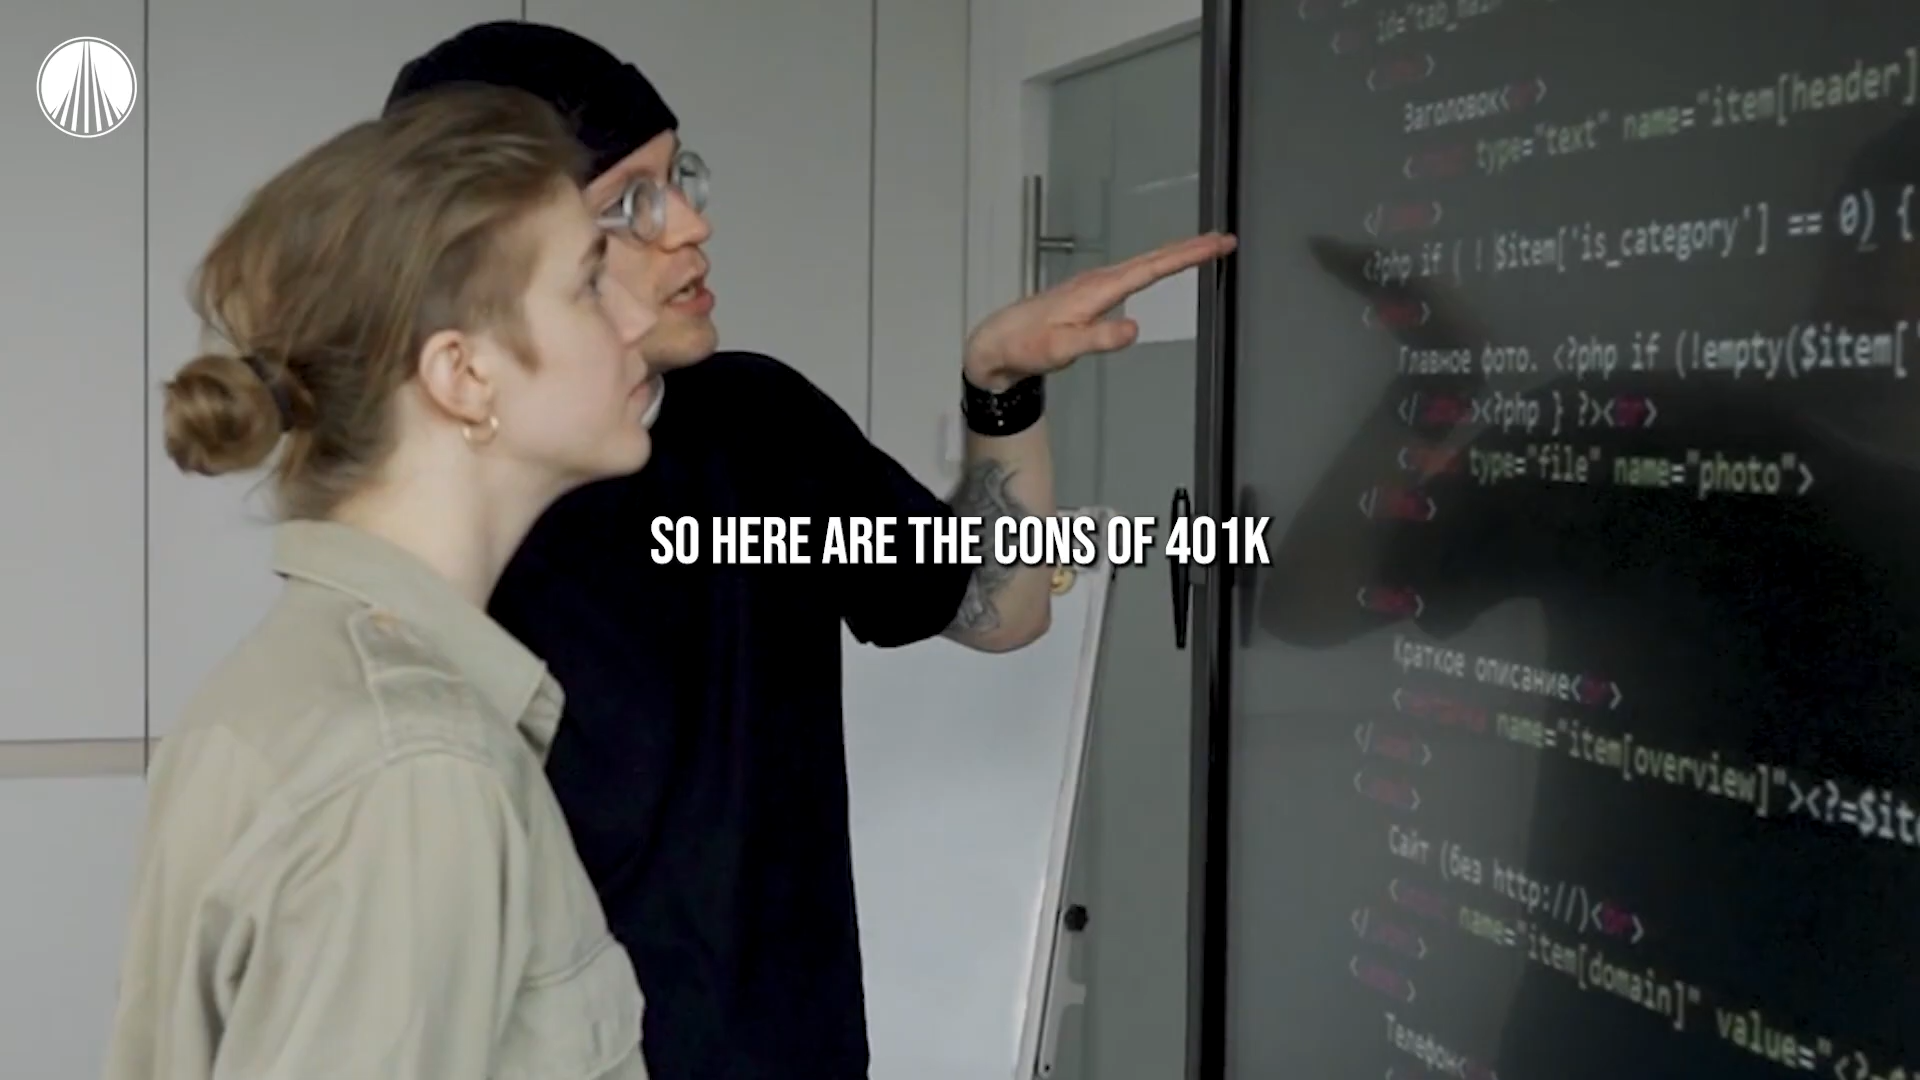 id="tab_main"
Заголовок< >
type="text" name="item[header]
<?php if ( ! $item['is_category'] == 0) {
Главное фото. <?php if (!empty($item['
</ ><?php } ?>< >
type="file" name="photo">
SO HERE ARE THE CONS OF 401K
Краткое описание< >
name="item[overview]"><?=$ite
Сайт (без http://)< >
name="item[domain]" value="<?=
Телефон<